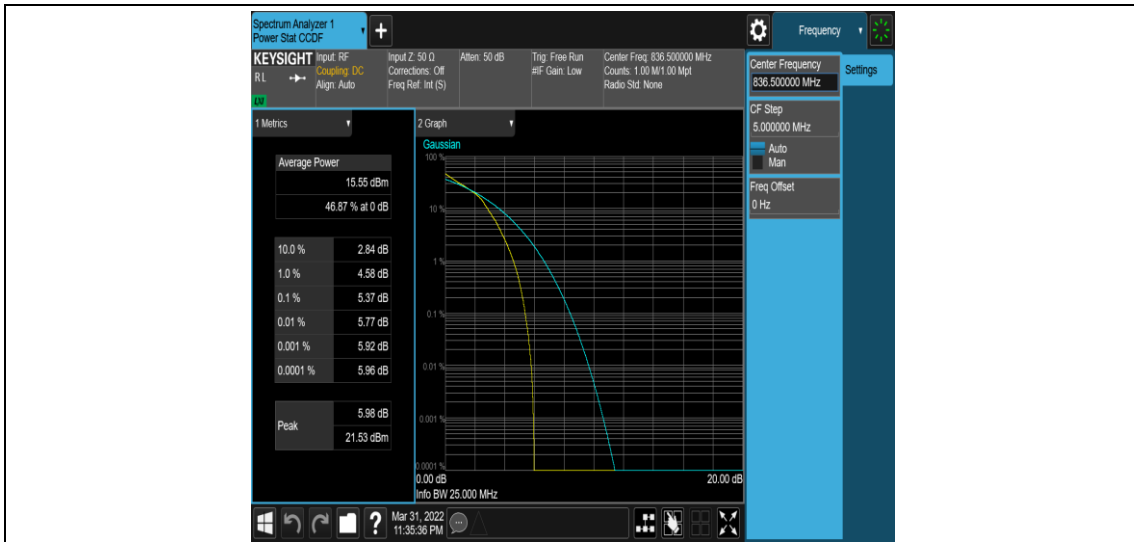 Spectrum Analyzer 1
Power Stat CCDF
+
Frequency
KEYSIGHT
RL
Input: RF
Coupling: DC
Align: Auto
Input Z: 50 Ω
Corrections: Off
Freq Ref: Int (S)
Atten: 50 dB
Trig: Free Run
#IF Gain: Low
Center Freq: 836.500000 MHz
Counts: 1.00 M/1.00 Mpt
Radio Std: None
Center Frequency
836.500000 MHz
Settings
CF Step
5.000000 MHz
Auto
Man
Freq Offset
0 Hz
1 Metrics
Average Power
15.55 dBm
46.87 % at 0 dB
10.0 % 2.84 dB
1.0 % 4.58 dB
0.1 % 5.37 dB
0.01 % 5.77 dB
0.001 % 5.92 dB
0.0001 % 5.96 dB
Peak
5.98 dB
21.53 dBm
2 Graph
Gaussian
100 %
10 %
1 %
0.1 %
0.01 %
0.001 %
0.0001 %
0.00 dB 20.00 dB
Info BW 25.000 MHz
?
Mar 31, 2022
11:35:36 PM